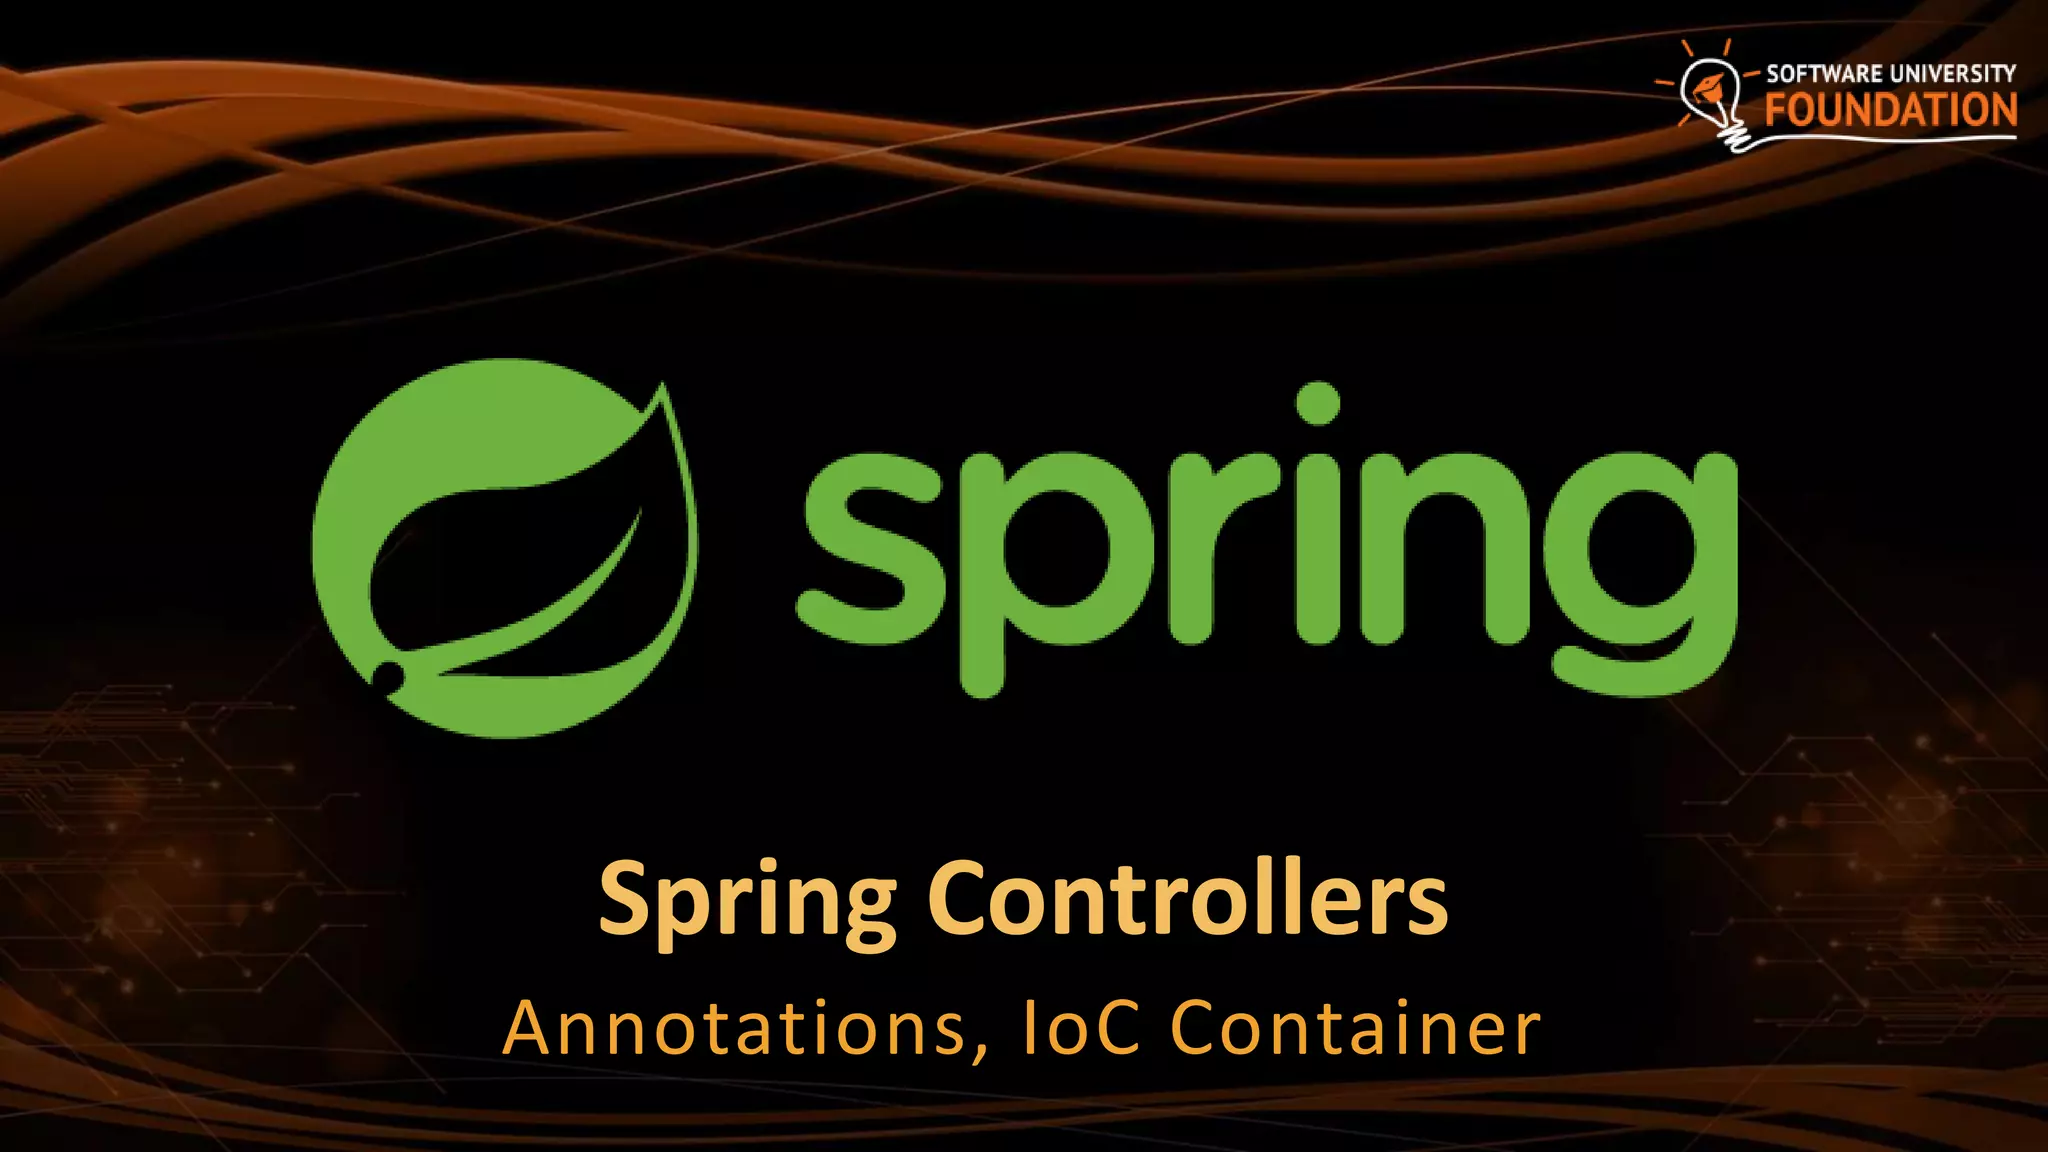 SOFTWARE UNIVERSITY
FOUNDATION
spring
Spring Controllers
Annotations, IoC Container